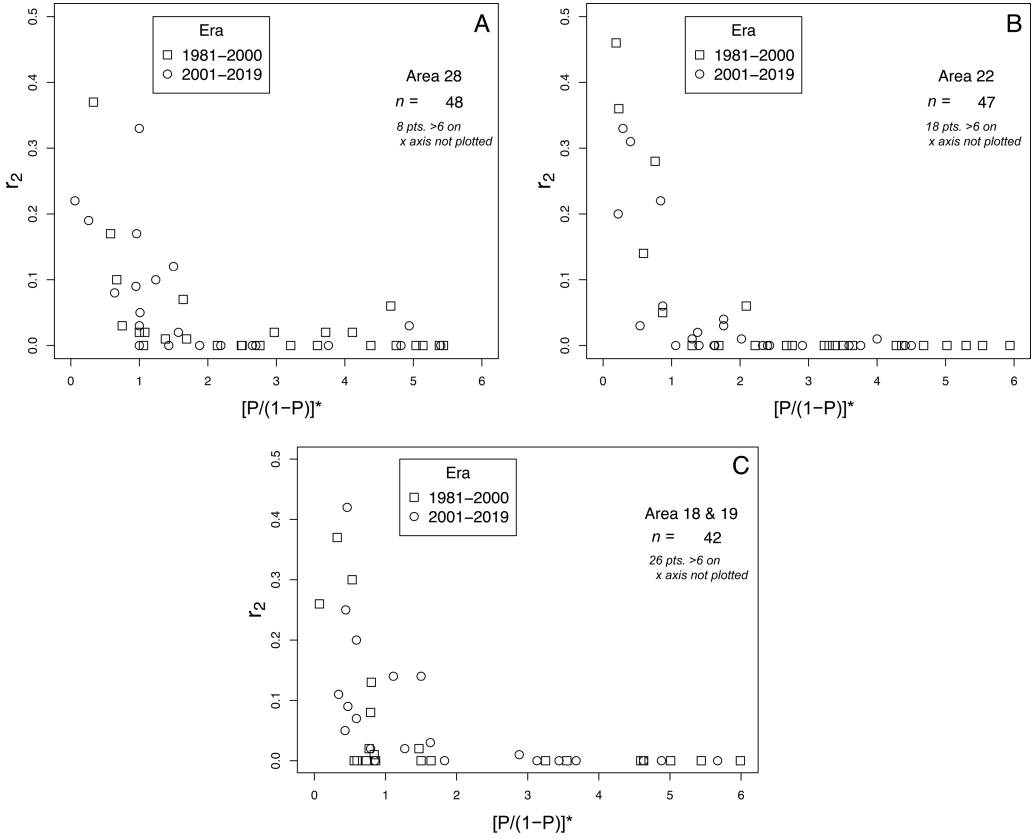 A
Era
1981−2000
2001−2019
Area 28
n = 48
8 pts. >6 on
x axis not plotted
r2
0.0 0.1 0.2 0.3 0.4 0.5
0 1 2 3 4 5 6
[P/(1−P)]*
B
Era
1981−2000
2001−2019
Area 22
n = 47
18 pts. >6 on
x axis not plotted
r2
0.0 0.1 0.2 0.3 0.4 0.5
0 1 2 3 4 5 6
[P/(1−P)]*
C
Era
1981−2000
2001−2019
Area 18 & 19
n = 42
26 pts. >6 on
x axis not plotted
r2
0.0 0.1 0.2 0.3 0.4 0.5
0 1 2 3 4 5 6
[P/(1−P)]*